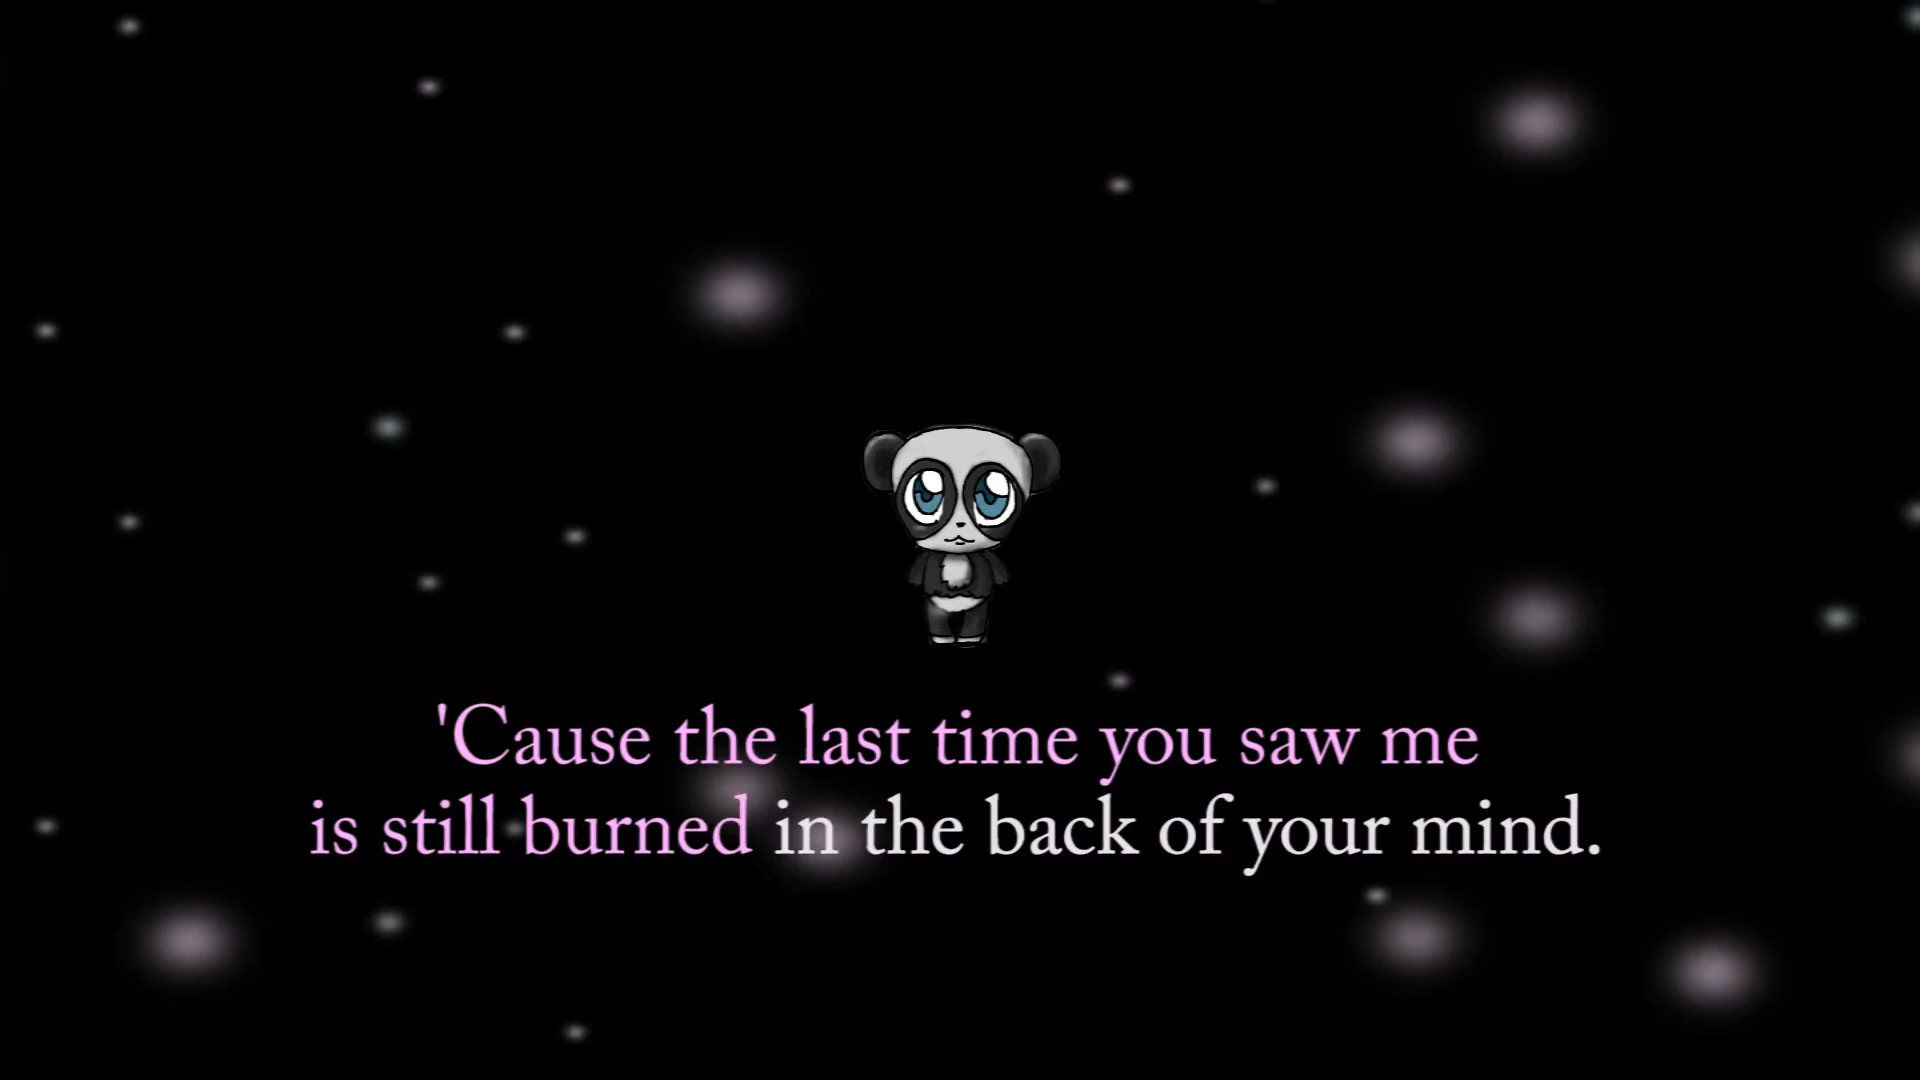 'Cause the last time you saw me
is still burned in the back of your mind.